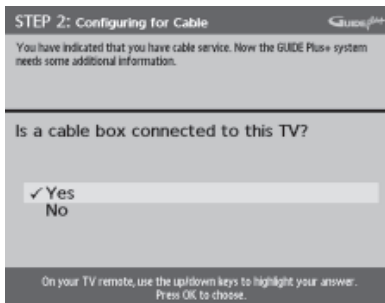 STEP 2: Configuring for Cable
GUIDE Plus+
You have indicated that you have cable service. Now the GUIDE Plus+ system
needs some additional information.
Is a cable box connected to this TV?
✓ Yes
No
On your TV remote, use the up/down keys to highlight your answer.
Press OK to choose.